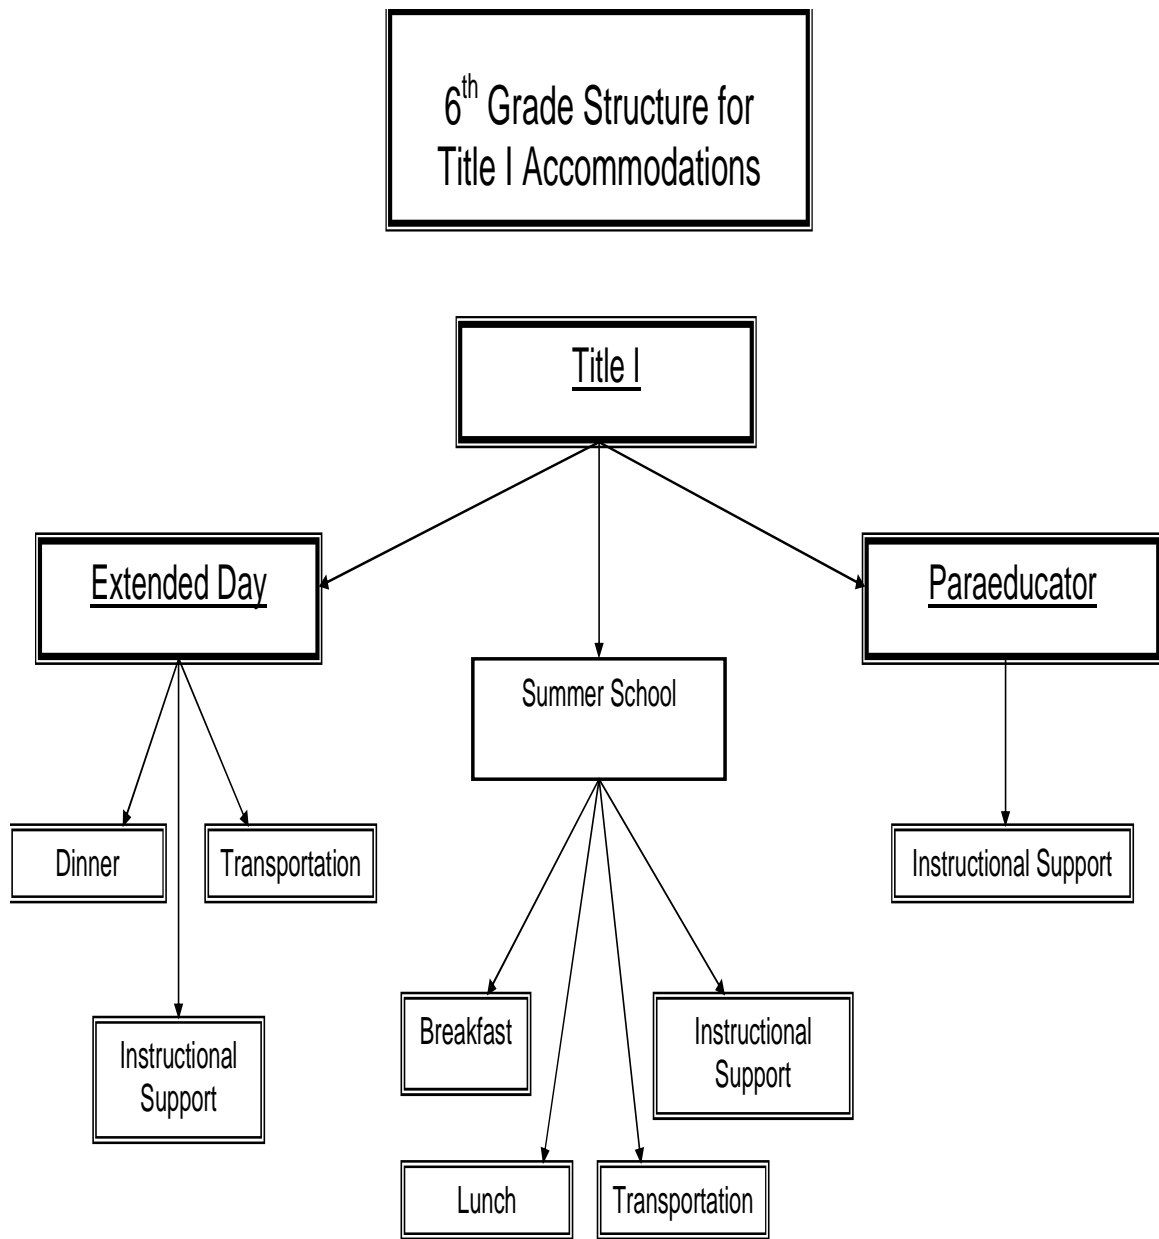 6th Grade Structure for
Title I Accommodations
Title I
Extended Day
Paraeducator
Summer School
Dinner
Transportation
Instructional Support
Breakfast
Instructional
Support
Instructional
Support
Lunch
Transportation